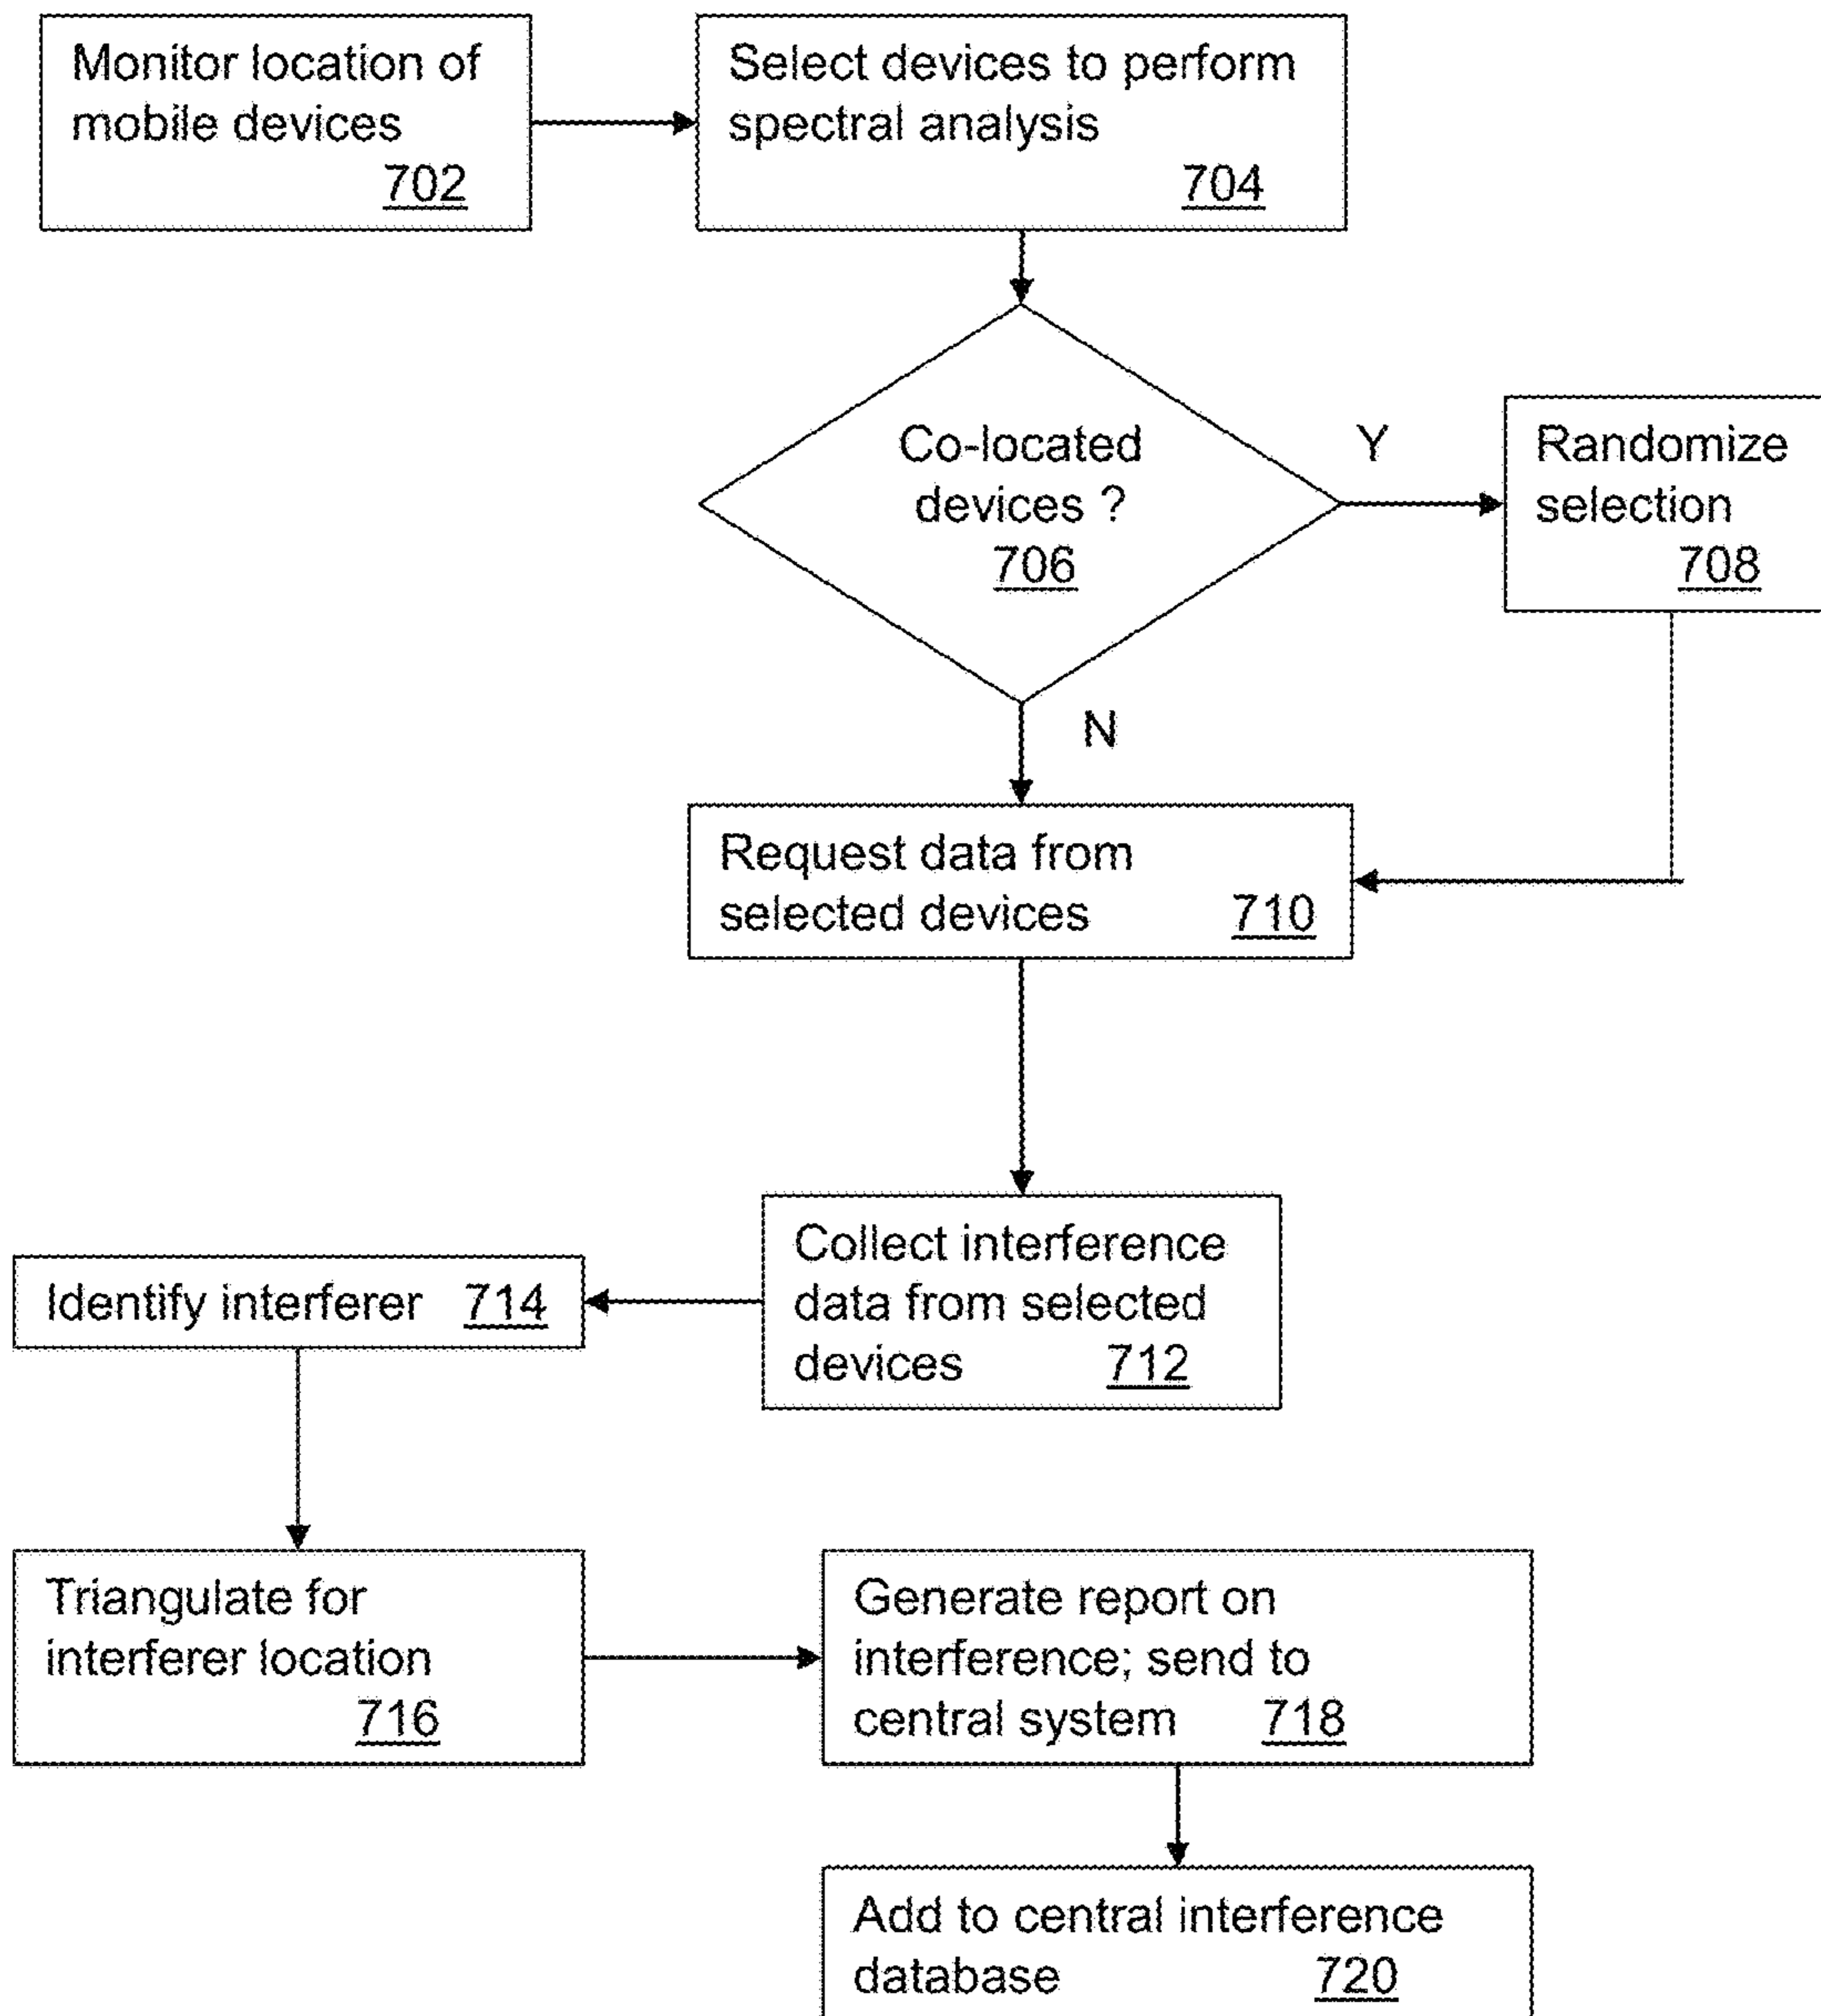 Monitor location of
mobile devices
702
Select devices to perform
spectral analysis
704
Co-located
devices ?
706
Y
Randomize
selection
708
N
Request data from
selected devices 710
Collect interference
data from selected
devices 712
Identify interferer 714
Triangulate for
interferer location
716
Generate report on
interference; send to
central system 718
Add to central interference
database 720